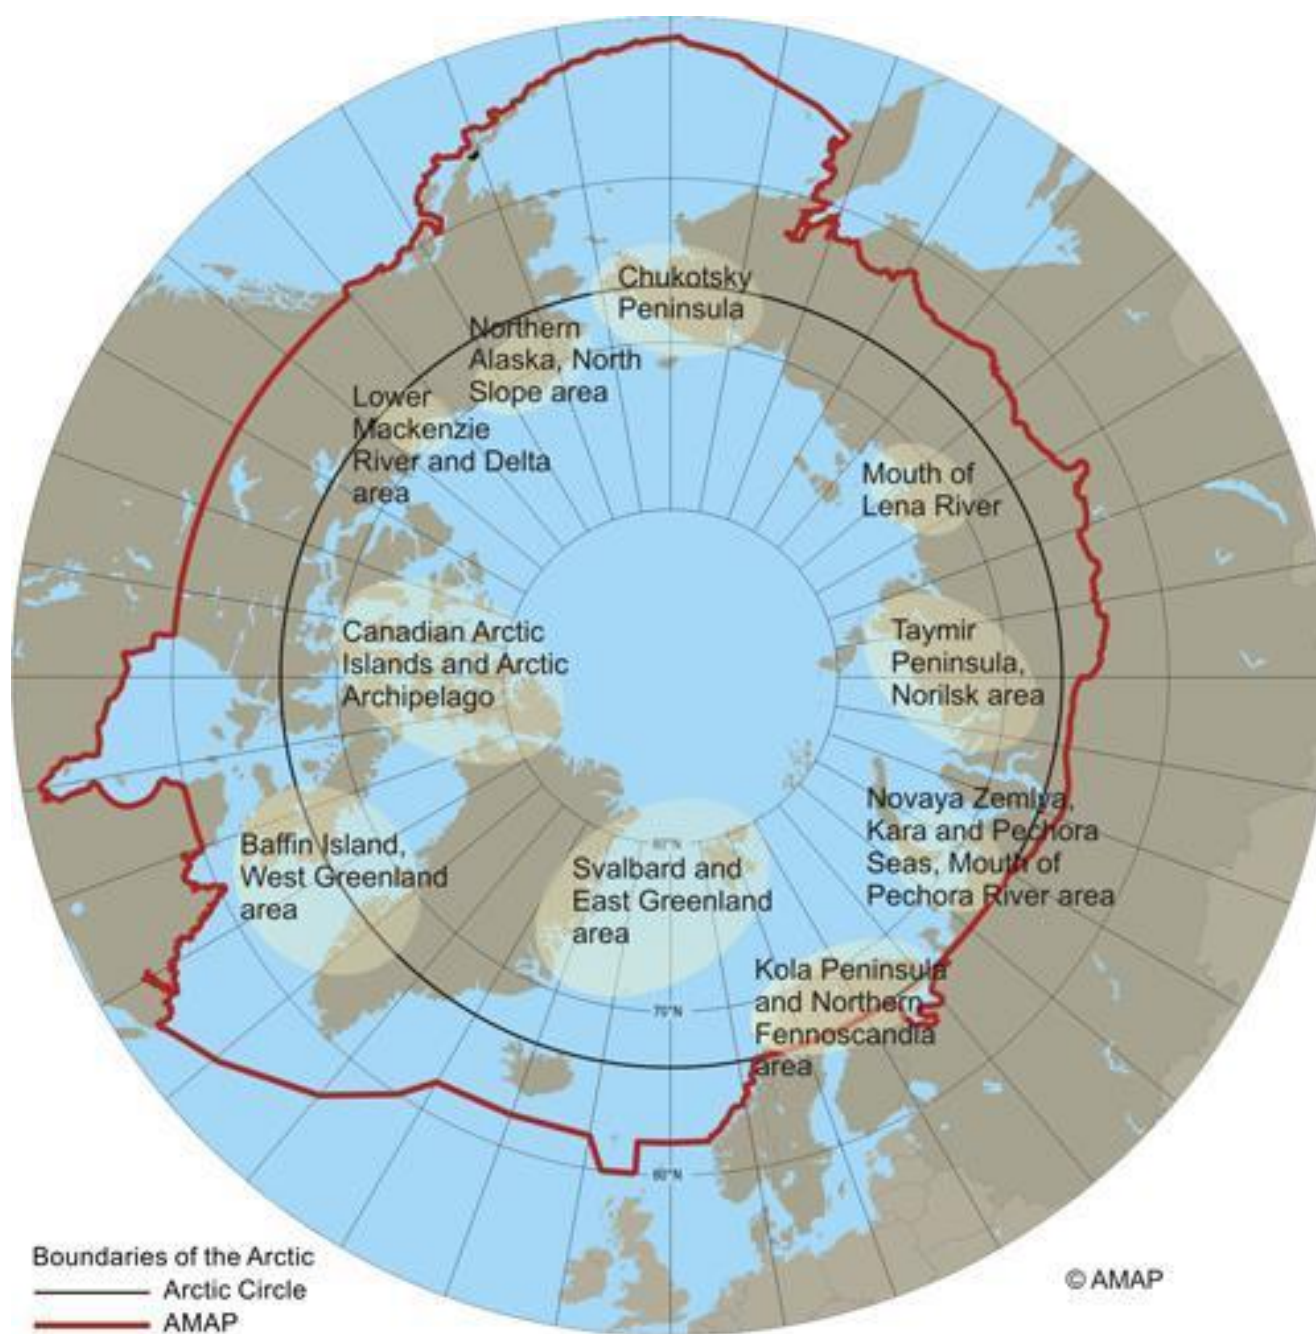 Chukotsky
Peninsula
Northern
Alaska, North
Slope area
Lower
Mackenzie
River and Delta
area
Mouth of
Lena River
Canadian Arctic
Islands and Arctic
Archipelago
Taymir
Peninsula,
Norilsk area
Novaya Zemlya,
Kara and Pechora
Seas, Mouth of
Pechora River area
Baffin Island,
West Greenland
area
80°N
Svalbard and
East Greenland
area
Kola Peninsula
and Northern
Fennoscandia
area
70°N
60°N
Boundaries of the Arctic
Arctic Circle
AMAP
© AMAP